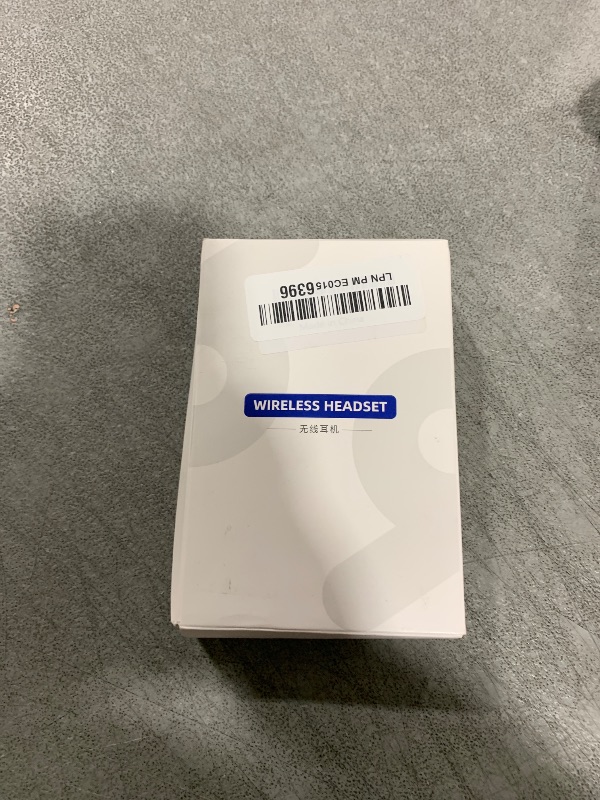 LPN PM EC0156396
WIRELESS HEADSET
无线耳机